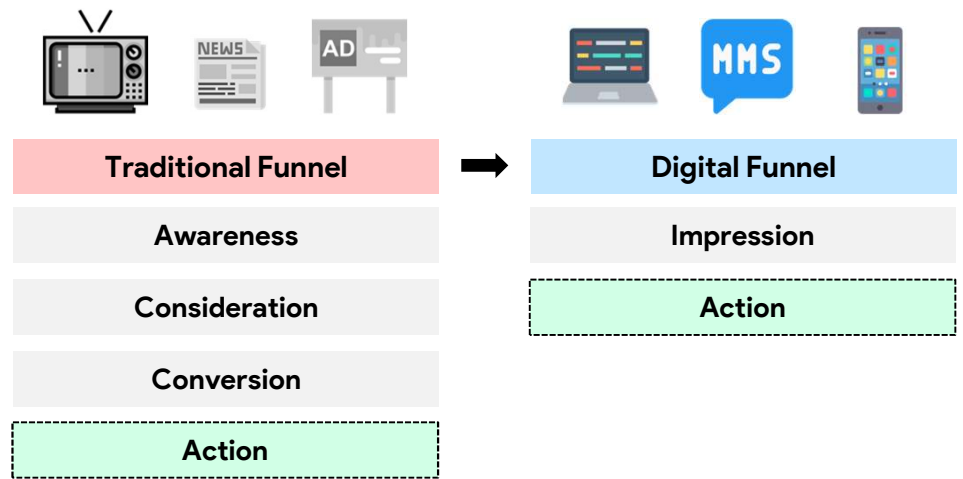 NEWS
AD
MMS
Traditional Funnel
Digital Funnel
Awareness
Impression
Consideration
Action
Conversion
Action